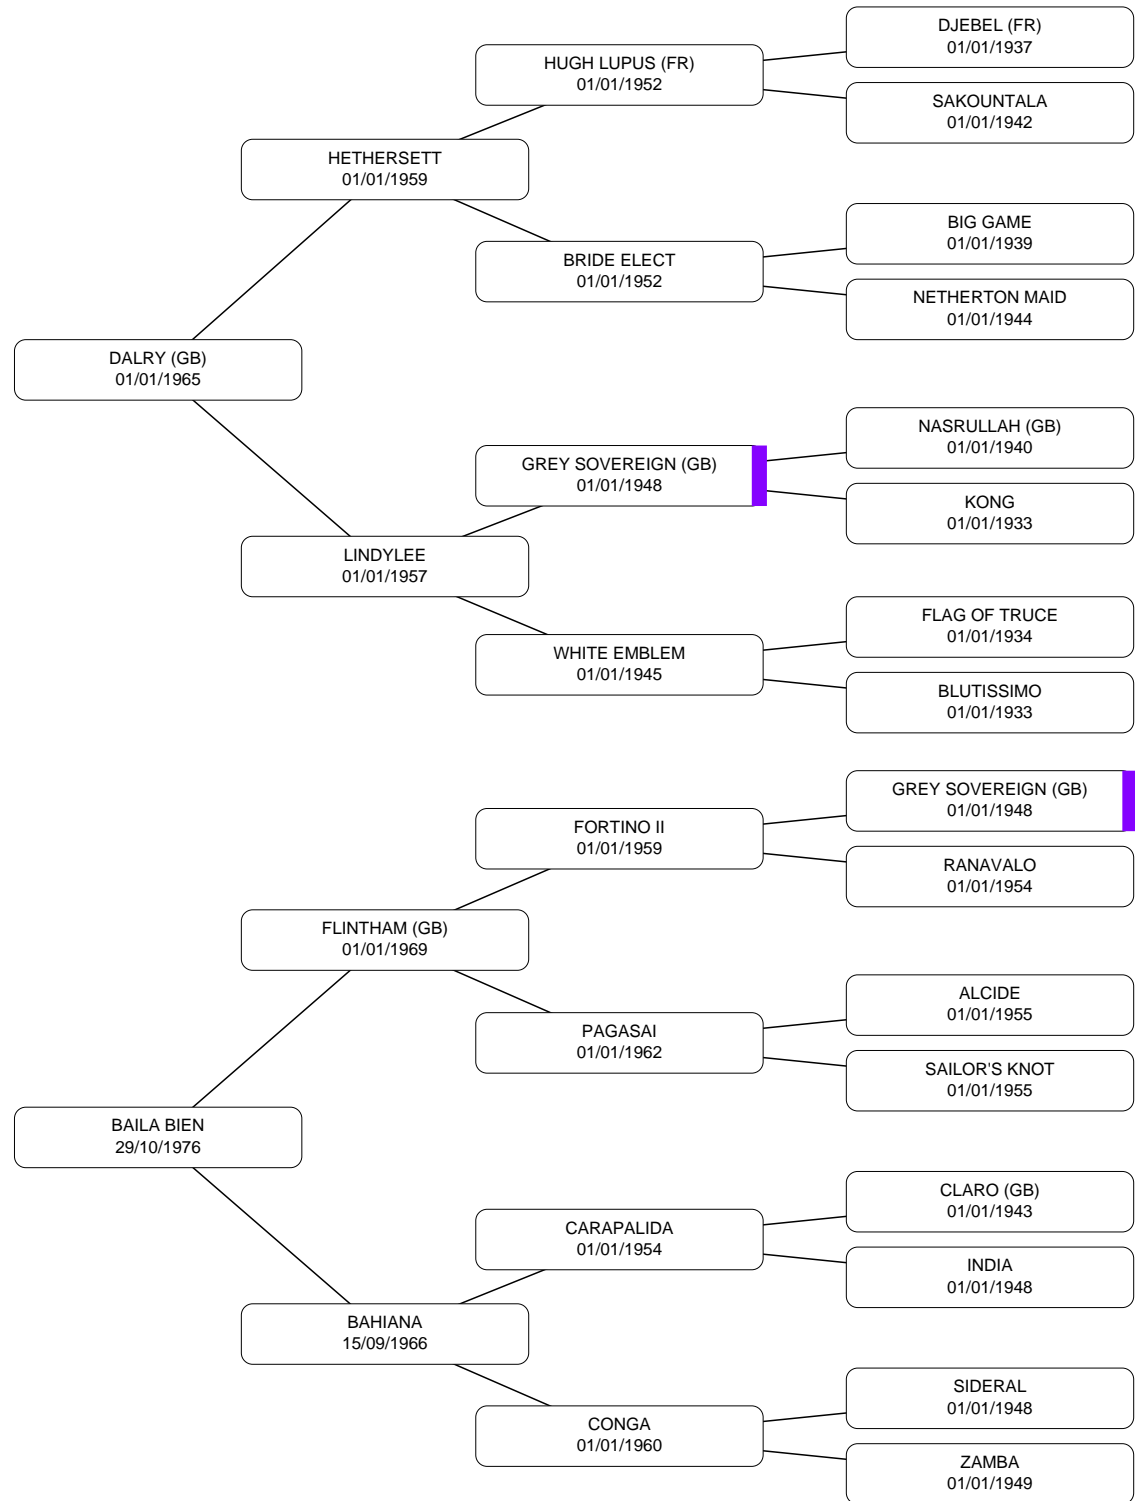 DJEBEL (FR)
01/01/1937
HUGH LUPUS (FR)
01/01/1952
SAKOUNTALA
01/01/1942
HETHERSETT
01/01/1959
BIG GAME
01/01/1939
BRIDE ELECT
01/01/1952
NETHERTON MAID
01/01/1944
DALRY (GB)
01/01/1965
NASRULLAH (GB)
01/01/1940
GREY SOVEREIGN (GB)
01/01/1948
KONG
01/01/1933
LINDYLEE
01/01/1957
FLAG OF TRUCE
01/01/1934
WHITE EMBLEM
01/01/1945
BLUTISSIMO
01/01/1933
GREY SOVEREIGN (GB)
01/01/1948
FORTINO II
01/01/1959
RANAVALO
01/01/1954
FLINTHAM (GB)
01/01/1969
ALCIDE
01/01/1955
PAGASAI
01/01/1962
SAILOR'S KNOT
01/01/1955
BAILA BIEN
29/10/1976
CLARO (GB)
01/01/1943
CARAPALIDA
01/01/1954
INDIA
01/01/1948
BAHIANA
15/09/1966
SIDERAL
01/01/1948
CONGA
01/01/1960
ZAMBA
01/01/1949